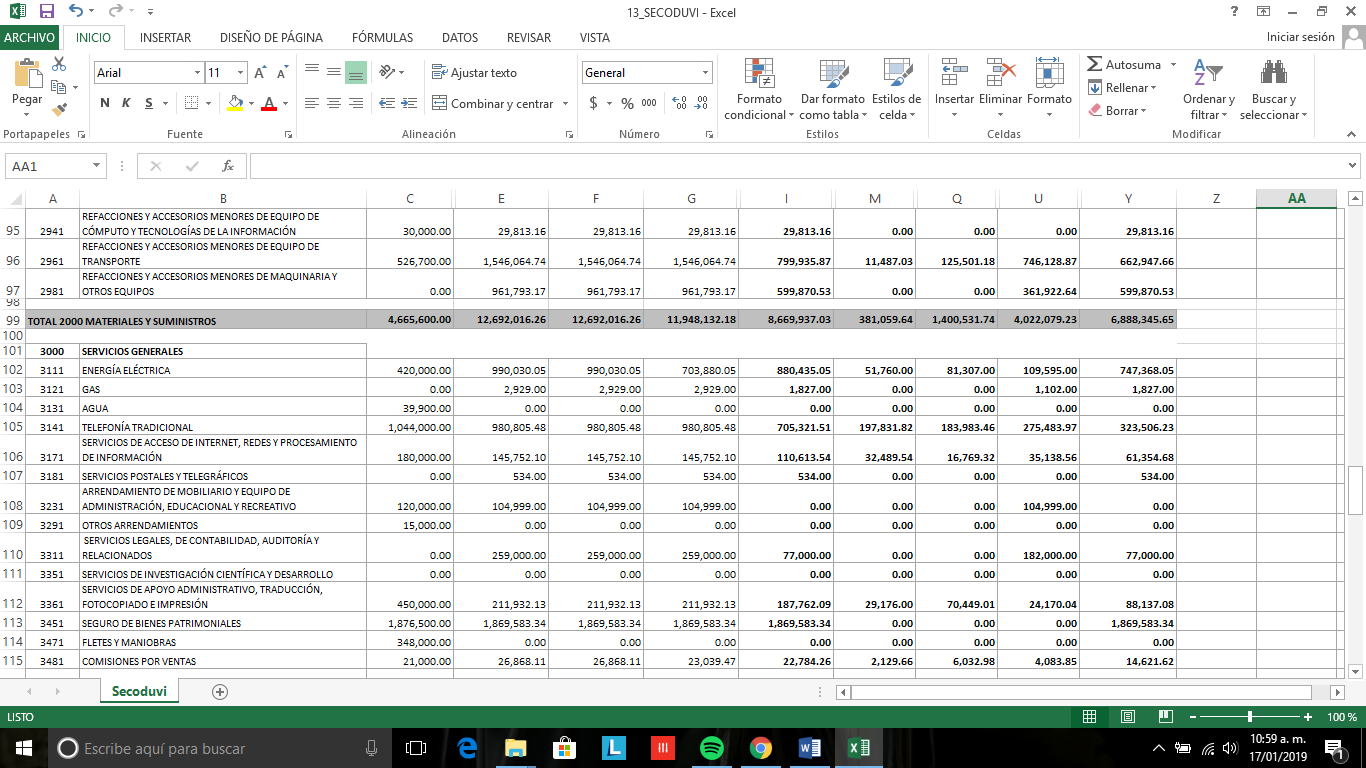 13_SECODUVI - Excel
ARCHIVO INICIO INSERTAR DISEÑO DE PÁGINA FÓRMULAS DATOS REVISAR VISTA Iniciar sesión
Pegar
Arial 11
Ajustar texto
General
N K S
Combinar y centrar
$ % 000
Formato condicional
Dar formato como tabla
Estilos de celda
Insertar Eliminar Formato
Autosuma
Rellenar
Borrar
Ordenar y filtrar
Buscar y seleccionar
Portapapeles Fuente Alineación Número Estilos Celdas Modificar
AA1 fx
A B C E F G I M Q U Y Z AA
REFACCIONES Y ACCESORIOS MENORES DE EQUIPO DE
95 2941 CÓMPUTO Y TECNOLOGÍAS DE LA INFORMACIÓN 30,000.00 29,813.16 29,813.16 29,813.16 29,813.16 0.00 0.00 0.00 29,813.16
REFACCIONES Y ACCESORIOS MENORES DE EQUIPO DE
96 2961 TRANSPORTE 526,700.00 1,546,064.74 1,546,064.74 1,546,064.74 799,935.87 11,487.03 125,501.18 746,128.87 662,947.66
REFACCIONES Y ACCESORIOS MENORES DE MAQUINARIA Y
97 2981 OTROS EQUIPOS 0.00 961,793.17 961,793.17 961,793.17 599,870.53 0.00 0.00 361,922.64 599,870.53
98
99 TOTAL 2000 MATERIALES Y SUMINISTROS 4,665,600.00 12,692,016.26 12,692,016.26 11,948,132.18 8,669,937.03 381,059.64 1,400,531.74 4,022,079.23 6,888,345.65
100
101 3000 SERVICIOS GENERALES
102 3111 ENERGÍA ELÉCTRICA 420,000.00 990,030.05 990,030.05 703,880.05 880,435.05 51,760.00 81,307.00 109,595.00 747,368.05
103 3121 GAS 0.00 2,929.00 2,929.00 2,929.00 1,827.00 0.00 0.00 1,102.00 1,827.00
104 3131 AGUA 39,900.00 0.00 0.00 0.00 0.00 0.00 0.00 0.00 0.00
105 3141 TELEFONÍA TRADICIONAL 1,044,000.00 980,805.48 980,805.48 980,805.48 705,321.51 197,831.82 183,983.46 275,483.97 323,506.23
SERVICIOS DE ACCESO DE INTERNET, REDES Y PROCESAMIENTO
106 3171 DE INFORMACIÓN 180,000.00 145,752.10 145,752.10 145,752.10 110,613.54 32,489.54 16,769.32 35,138.56 61,354.68
107 3181 SERVICIOS POSTALES Y TELEGRÁFICOS 0.00 534.00 534.00 534.00 534.00 0.00 0.00 0.00 534.00
ARRENDAMIENTO DE MOBILIARIO Y EQUIPO DE
108 3231 ADMINISTRACIÓN, EDUCACIONAL Y RECREATIVO 120,000.00 104,999.00 104,999.00 104,999.00 0.00 0.00 0.00 104,999.00 0.00
109 3291 OTROS ARRENDAMIENTOS 15,000.00 0.00 0.00 0.00 0.00 0.00 0.00 0.00 0.00
SERVICIOS LEGALES, DE CONTABILIDAD, AUDITORÍA Y
110 3311 RELACIONADOS 0.00 259,000.00 259,000.00 259,000.00 77,000.00 0.00 0.00 182,000.00 77,000.00
111 3351 SERVICIOS DE INVESTIGACIÓN CIENTÍFICA Y DESARROLLO 0.00 0.00 0.00 0.00 0.00 0.00 0.00 0.00 0.00
SERVICIOS DE APOYO ADMINISTRATIVO, TRADUCCIÓN,
112 3361 FOTOCOPIADO E IMPRESIÓN 450,000.00 211,932.13 211,932.13 211,932.13 187,762.09 29,176.00 70,449.01 24,170.04 88,137.08
113 3451 SEGURO DE BIENES PATRIMONIALES 1,876,500.00 1,869,583.34 1,869,583.34 1,869,583.34 1,869,583.34 0.00 0.00 0.00 1,869,583.34
114 3471 FLETES Y MANIOBRAS 348,000.00 0.00 0.00 0.00 0.00 0.00 0.00 0.00 0.00
115 3481 COMISIONES POR VENTAS 21,000.00 26,868.11 26,868.11 23,039.47 22,784.26 2,129.66 6,032.98 4,083.85 14,621.62
Secoduvi
LISTO 100 %
Escribe aquí para buscar
10:59 a. m.
17/01/2019
1